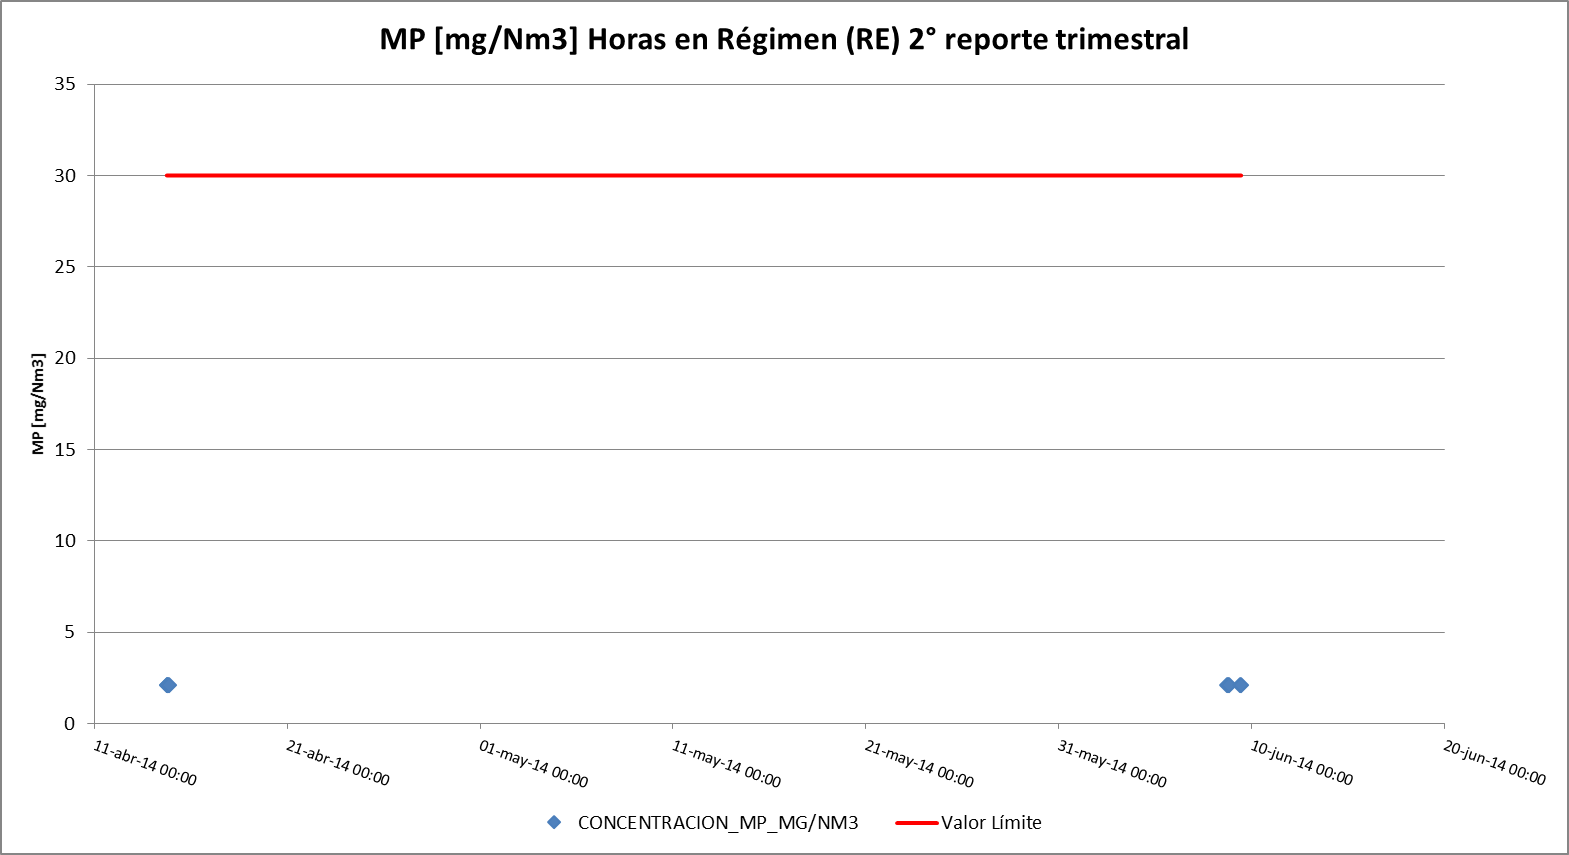 MP [mg/Nm3] Horas en Régimen (RE) 2° reporte trimestral
35
30
25
20
15
10
5
0
MP [mg/Nm3]
11-abr-14 00:00
21-abr-14 00:00
01-may-14 00:00
11-may-14 00:00
21-may-14 00:00
31-may-14 00:00
10-jun-14 00:00
20-jun-14 00:00
CONCENTRACION_MP_MG/NM3
Valor Límite